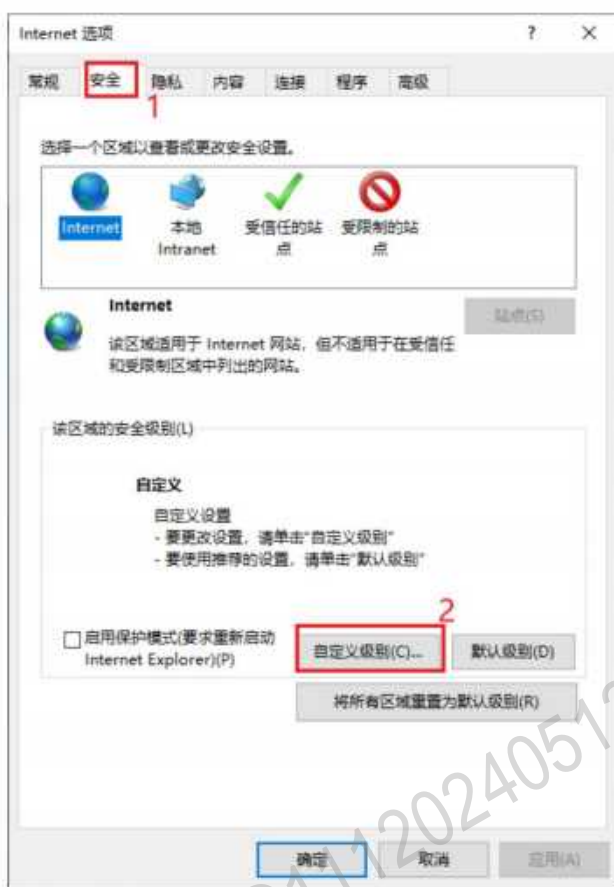 Internet 选项
? ×
常规 安全 隐私 内容 连接 程序 高级
1
选择一个区域以查看或更改安全设置。
Internet 本地 Intranet 受信任的站点 受限制的站点
Internet
站点(S)
该区域适用于 Internet 网站，但不适用于在受信任
和受限制区域中列出的网站。
该区域的安全级别(L)
自定义
自定义设置
- 要更改设置，请单击"自定义级别"
- 要使用推荐的设置，请单击"默认级别"
2
启用保护模式(要求重新启动
Internet Explorer)(P)
自定义级别(C)... 默认级别(D)
将所有区域重置为默认级别(R)
确定 取消 应用(A)